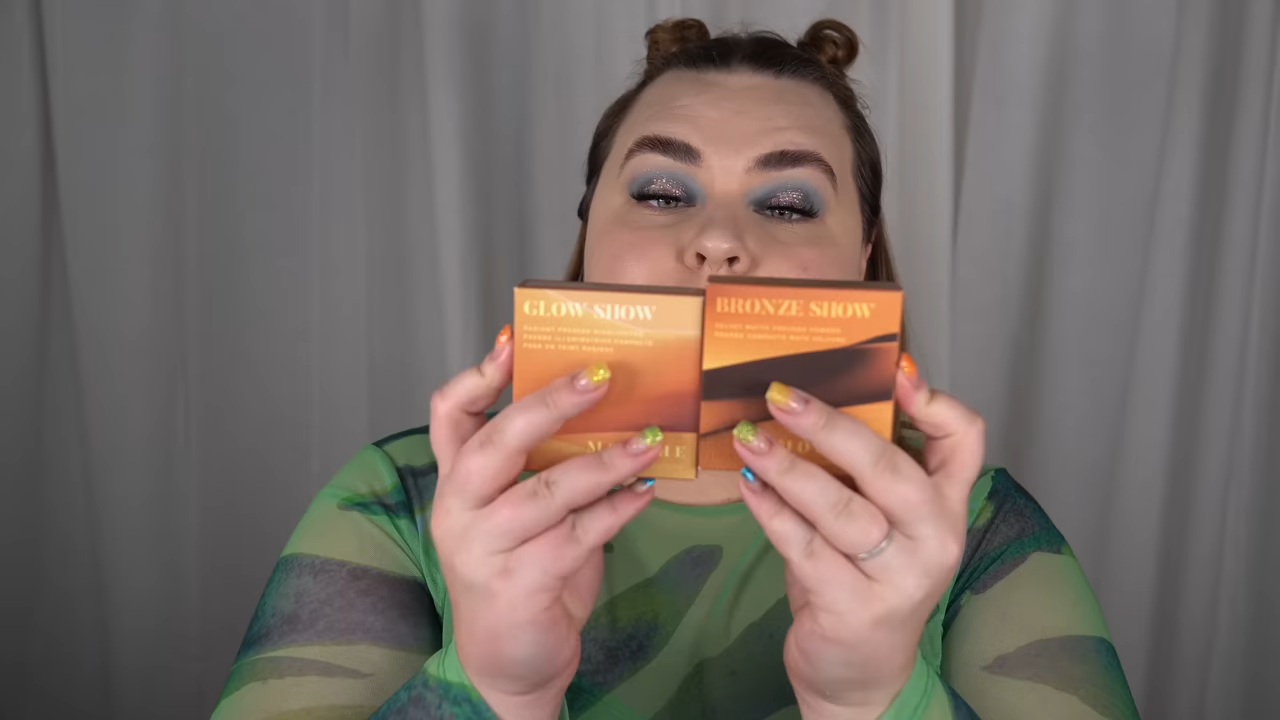 GLOW SHOW
RADIANT PRESSED HIGHLIGHTER
POUDRE ILLUMINATRICE COMPACTE
POUR UN TEINT RADIEUX
BRONZE SHOW
VELVET MATTE BRONZER POWDER
POUDRE COMPACTE MATE VELOURS